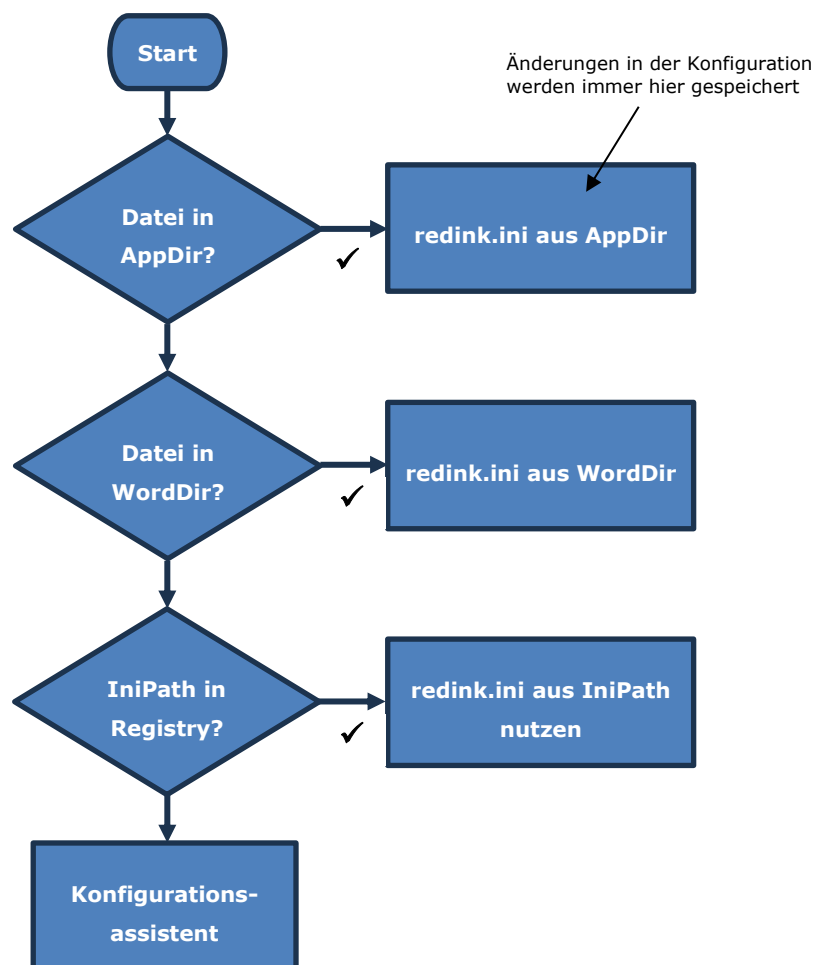 Start
Änderungen in der Konfiguration
werden immer hier gespeichert
Datei in
AppDir?
redink.ini aus AppDir
✓
Datei in
WordDir?
redink.ini aus WordDir
✓
IniPath in
Registry?
redink.ini aus IniPath
nutzen
✓
Konfigurations-
assistent